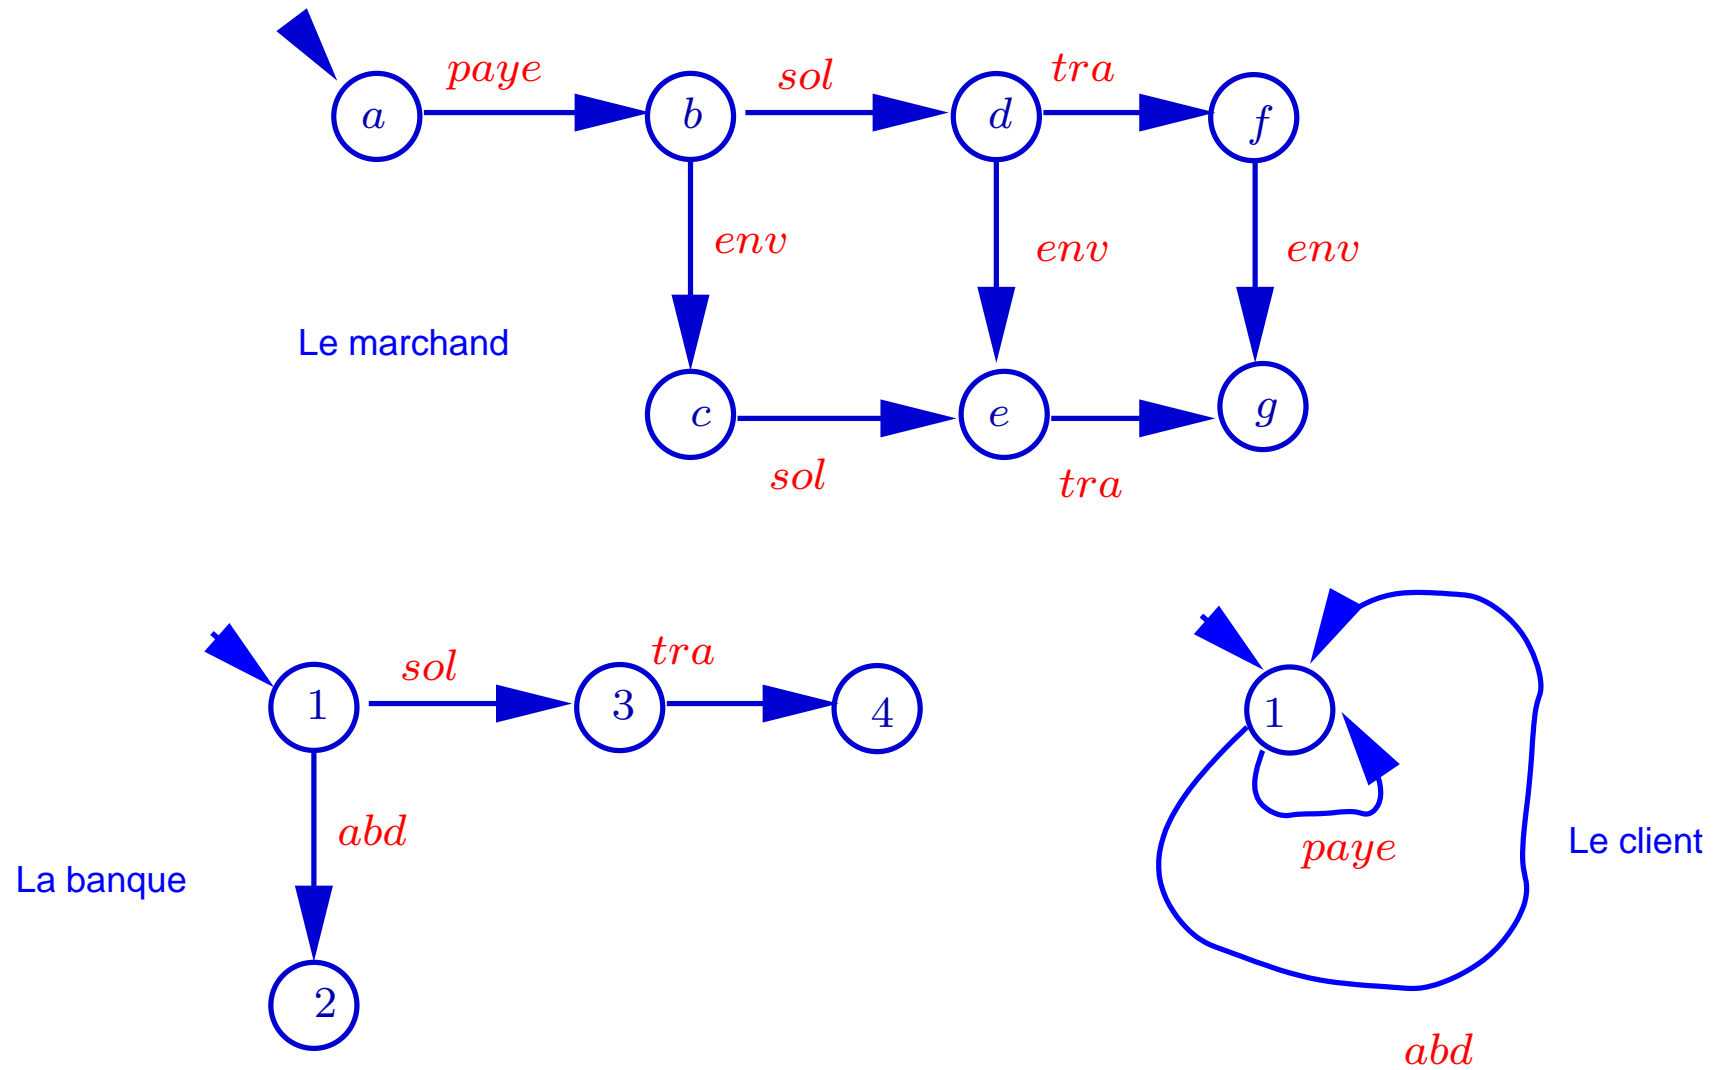 paye
sol
tra
a
b
d
f
env
env
env
Le marchand
c
e
g
sol
tra
sol
tra
1
3
4
1
abd
paye
Le client
La banque
2
abd